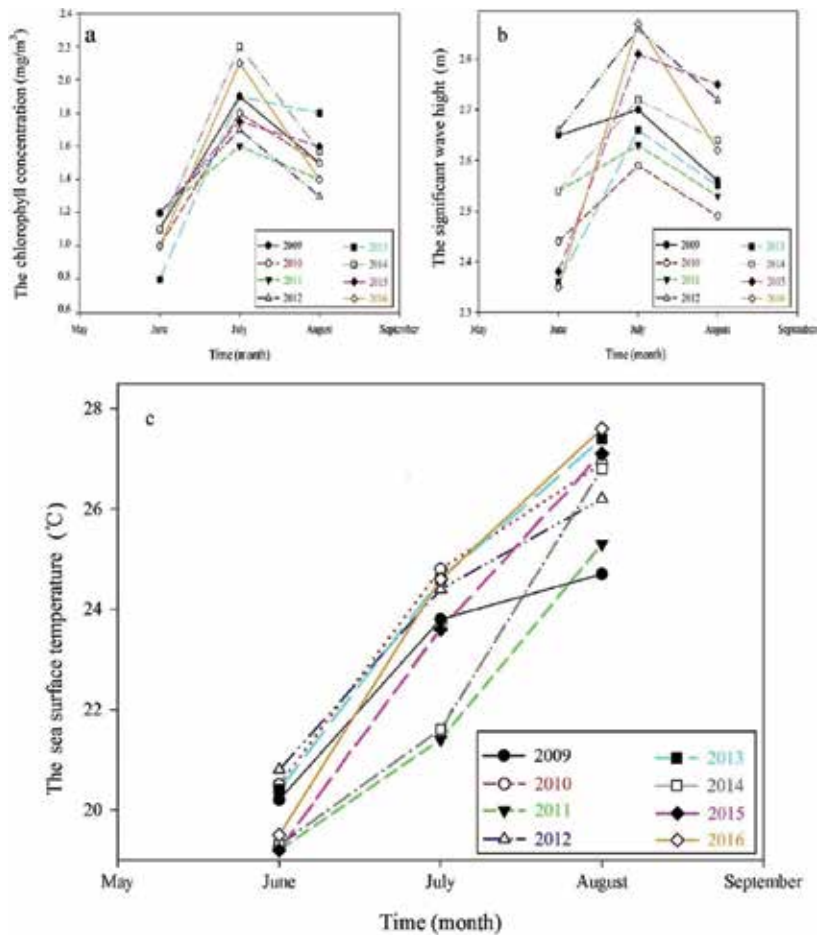 a
The chlorophyll concentration (mg/m³)
2.4
2.2
2.0
1.8
1.6
1.4
1.2
1.0
0.8
0.6
May June July August September
Time (month)
2009 2013
2010 2014
2011 2015
2012 2016
b
The significant wave hight (m)
2.8
2.7
2.6
2.5
2.4
2.3
May June July August September
Time (month)
2009 2013
2010 2014
2011 2015
2012 2016
c
The sea surface temperature (℃)
28
26
24
22
20
May June July August September
Time (month)
2009 2013
2010 2014
2011 2015
2012 2016